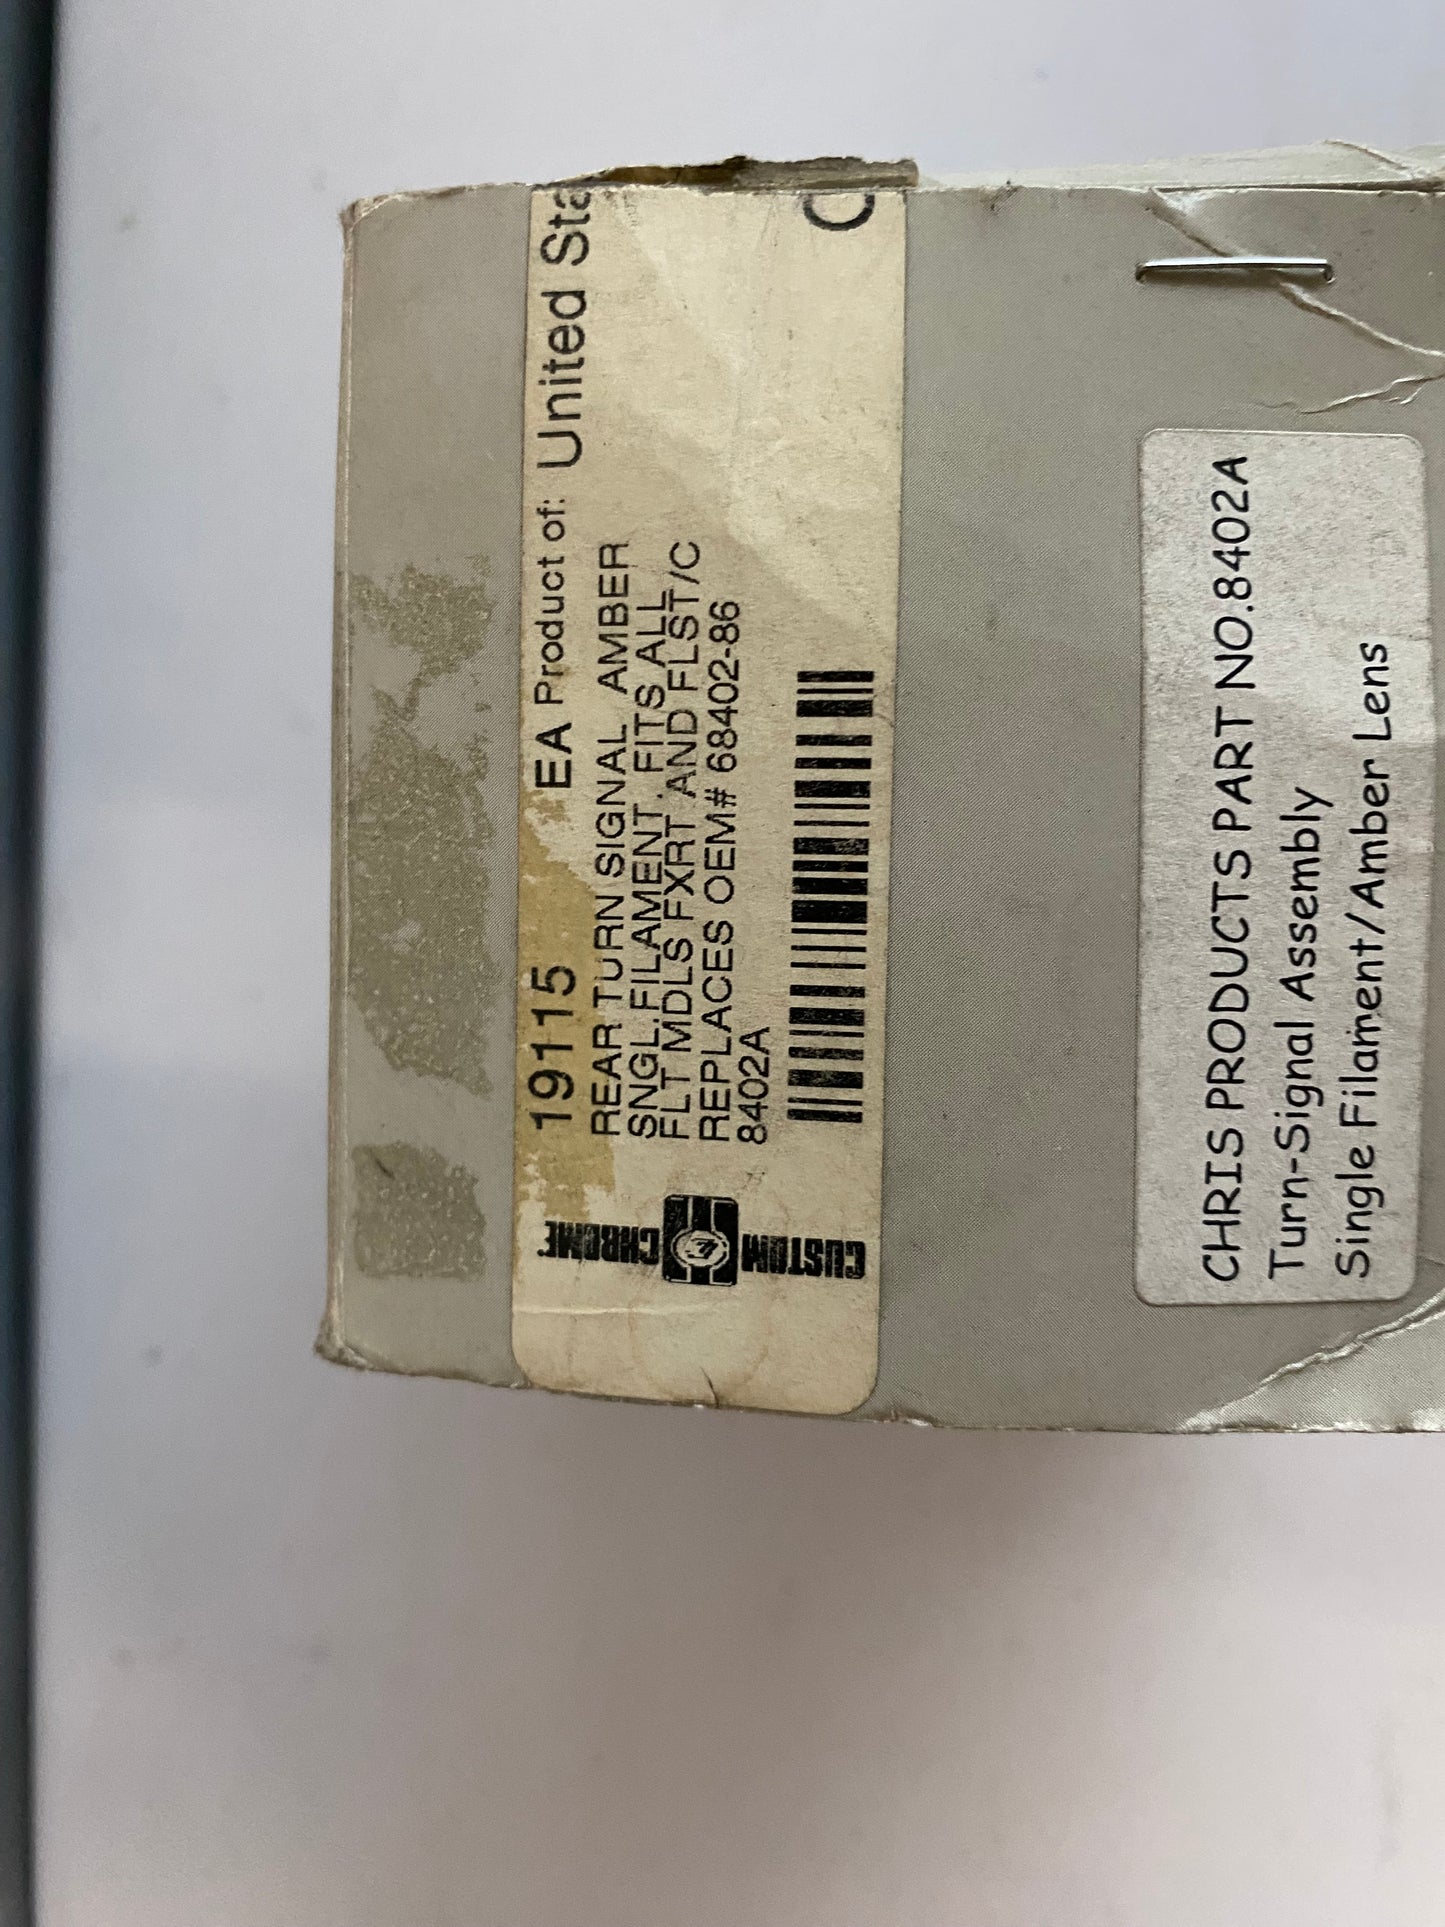 19115 EA Product of: United Sta
REAR TURN SIGNAL AMBER
SNGL.FILAMENT. FITS ALL
FLT MDLS FXRT AND FLST/C
REPLACES OEM# 68402-86
8402A
C
CUSTOM
CHROME
CHRIS PRODUCTS PART NO.8402A
Turn-Signal Assembly
Single Filament/Amber Lens